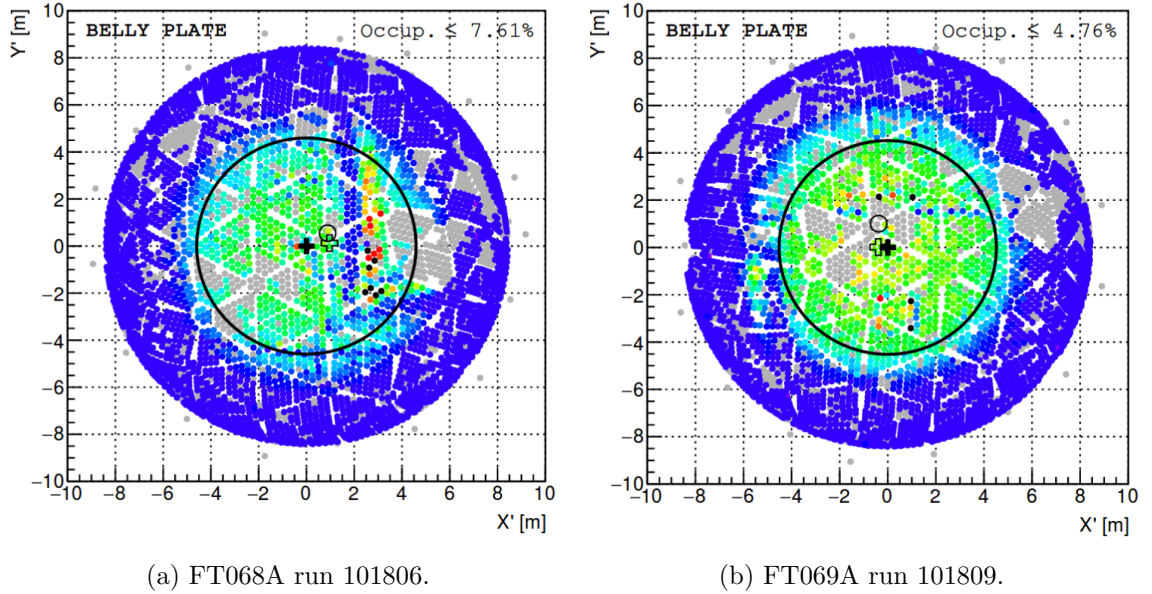 BELLY PLATE Occup. ≤ 7.61%
Y' [m]
10
8
6
4
2
0
−2
−4
−6
−8
−10
−10 −8 −6 −4 −2 0 2 4 6 8 10
X' [m]
(a) FT068A run 101806.
BELLY PLATE Occup. ≤ 4.76%
Y' [m]
10
8
6
4
2
0
−2
−4
−6
−8
−10
−10 −8 −6 −4 −2 0 2 4 6 8 10
X' [m]
(b) FT069A run 101809.